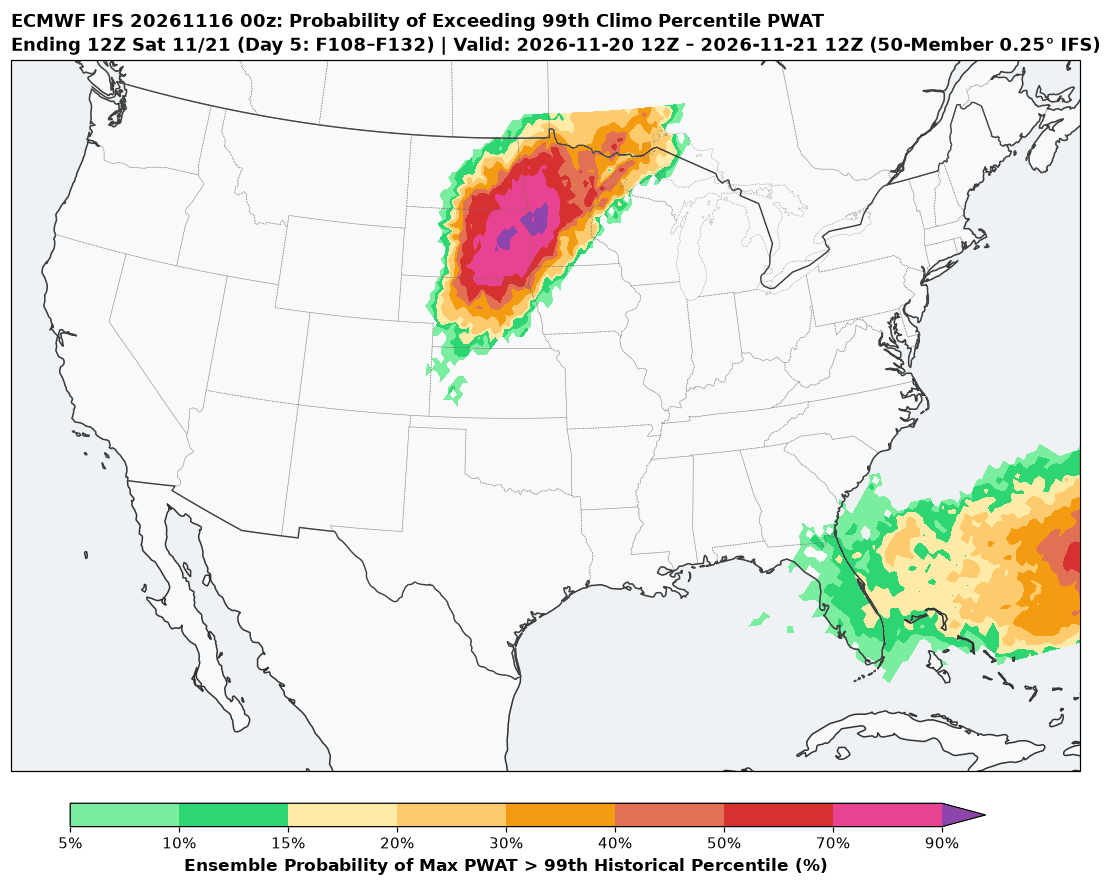 ECMWF IFS 20261116 00z: Probability of Exceeding 99th Climo Percentile PWAT
Ending 12Z Sat 11/21 (Day 5: F108–F132) | Valid: 2026-11-20 12Z – 2026-11-21 12Z (50-Member 0.25° IFS)
5% 10% 15% 20% 30% 40% 50% 70% 90%
Ensemble Probability of Max PWAT > 99th Historical Percentile (%)